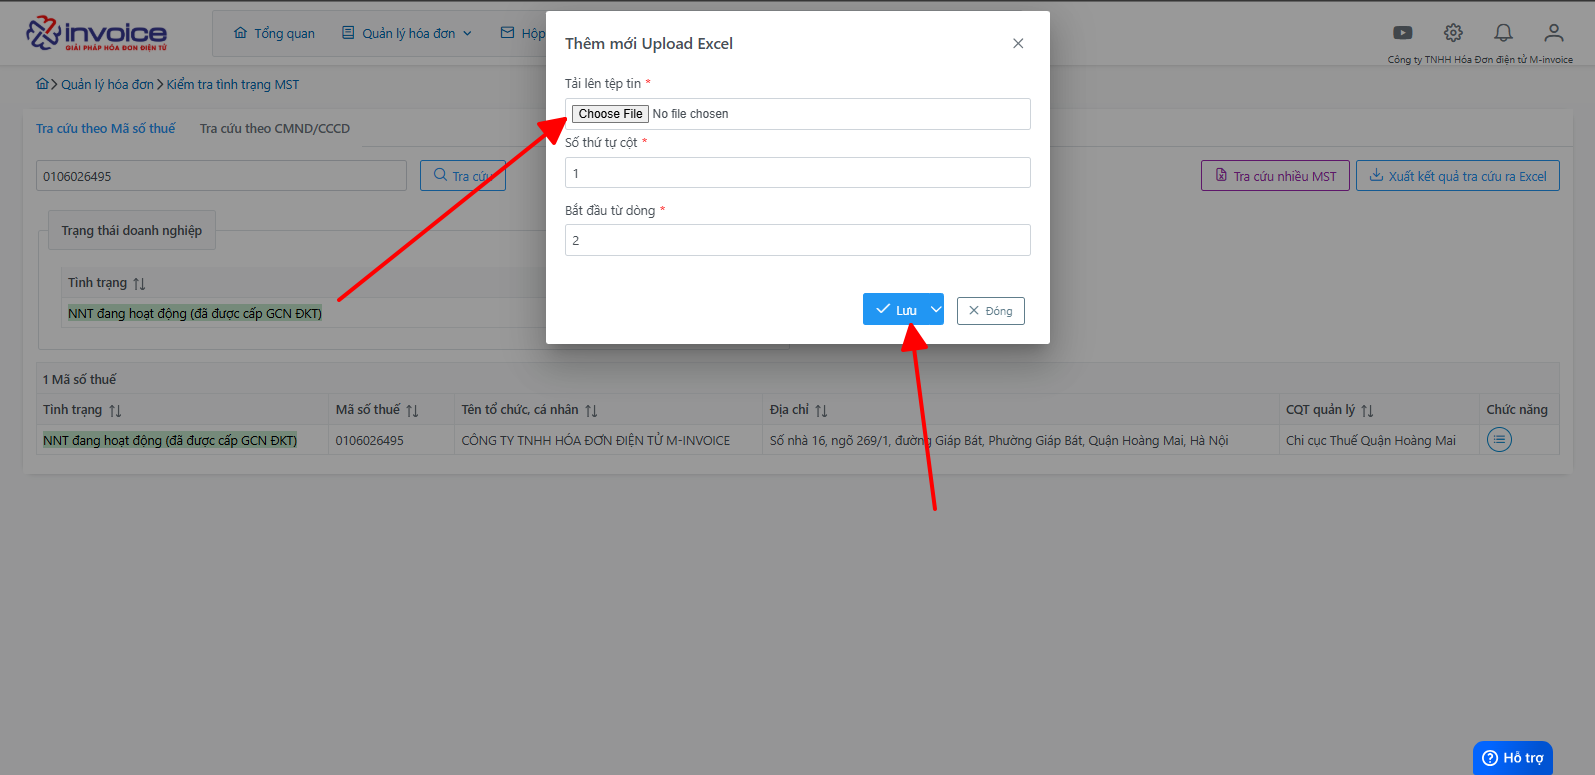 invoice
GIẢI PHÁP HÓA ĐƠN ĐIỆN TỬ
Tổng quan
Quản lý hóa đơn
Hộp
Công ty TNHH Hóa Đơn điện tử M-invoice
Quản lý hóa đơn
Kiểm tra tình trạng MST
Thêm mới Upload Excel
Tải lên tệp tin *
Choose File No file chosen
Số thứ tự cột *
1
Bắt đầu từ dòng *
2
Lưu
Đóng
Tra cứu theo Mã số thuế
Tra cứu theo CMND/CCCD
0106026495
Tra cứu
Tra cứu nhiều MST
Xuất kết quả tra cứu ra Excel
Trạng thái doanh nghiệp
Tình trạng
NNT đang hoạt động (đã được cấp GCN ĐKT)
1 Mã số thuế
Tình trạng Mã số thuế Tên tổ chức, cá nhân Địa chỉ CQT quản lý Chức năng
NNT đang hoạt động (đã được cấp GCN ĐKT) 0106026495 CÔNG TY TNHH HÓA ĐƠN ĐIỆN TỬ M-INVOICE Số nhà 16, ngõ 269/1, đường Giáp Bát, Phường Giáp Bát, Quận Hoàng Mai, Hà Nội Chi cục Thuế Quận Hoàng Mai
Hỗ trợ